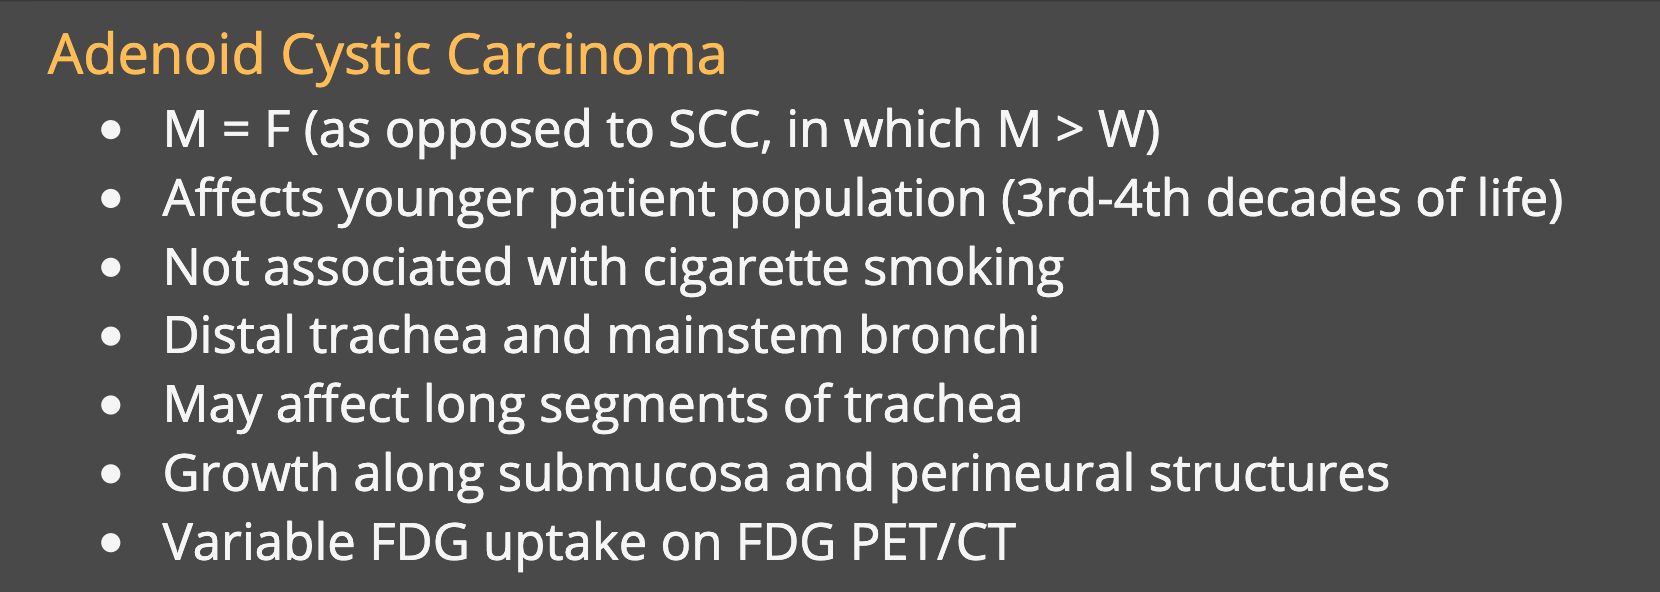 Adenoid Cystic Carcinoma
• M = F (as opposed to SCC, in which M > W)
• Affects younger patient population (3rd-4th decades of life)
• Not associated with cigarette smoking
• Distal trachea and mainstem bronchi
• May affect long segments of trachea
• Growth along submucosa and perineural structures
• Variable FDG uptake on FDG PET/CT